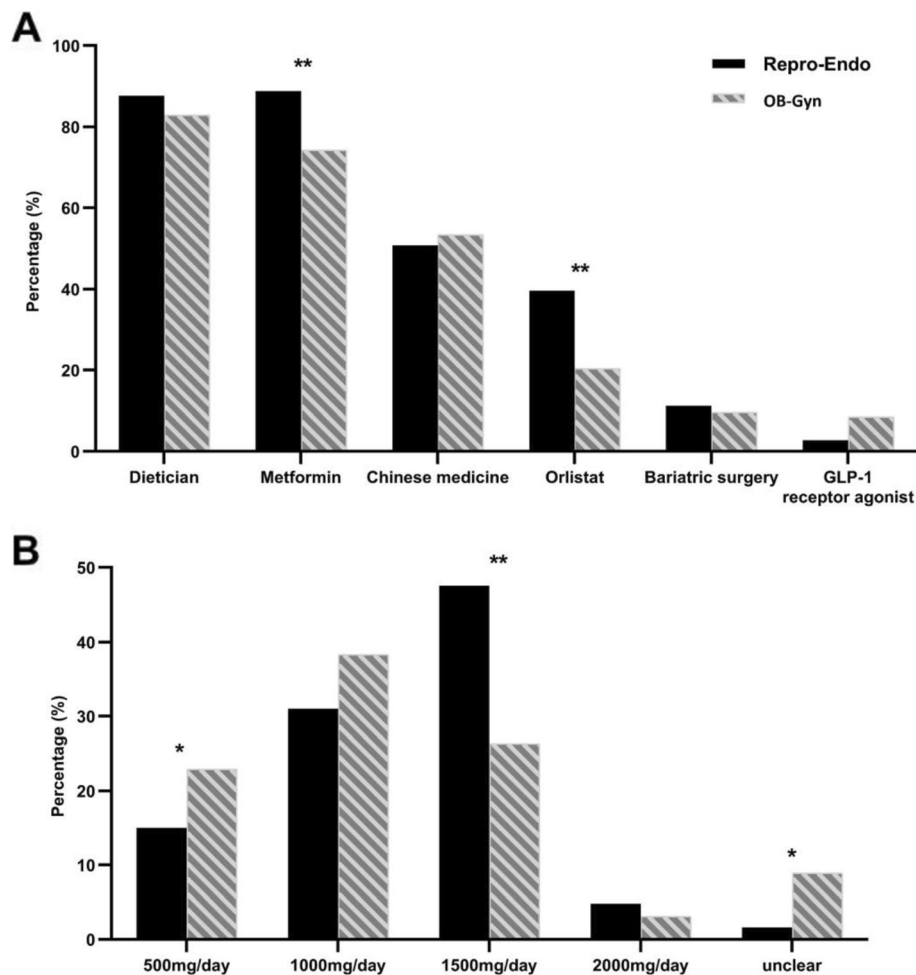 A
100
80
60
40
20
0
Percentage (%)
**
**
Repro-Endo
OB-Gyn
Dietician Metformin Chinese medicine Orlistat Bariatric surgery GLP-1
receptor agonist
B
50
40
30
20
10
0
Percentage (%)
*
**
*
500mg/day 1000mg/day 1500mg/day 2000mg/day unclear